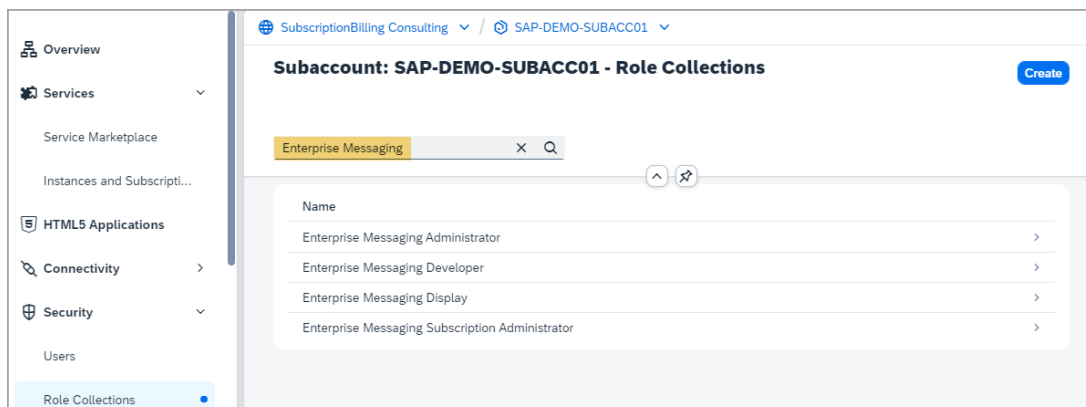 SubscriptionBilling Consulting / SAP-DEMO-SUBACC01
Overview
Services
Service Marketplace
Instances and Subscripti...
HTML5 Applications
Connectivity
Security
Users
Role Collections
Subaccount: SAP-DEMO-SUBACC01 - Role Collections
Create
Enterprise Messaging
Name
Enterprise Messaging Administrator
Enterprise Messaging Developer
Enterprise Messaging Display
Enterprise Messaging Subscription Administrator